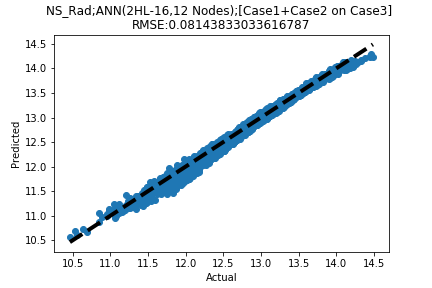 NS_Rad;ANN(2HL-16,12 Nodes);[Case1+Case2 on Case3]
RMSE:0.08143833033616787
14.5
14.0
13.5
13.0
12.5
12.0
11.5
11.0
10.5
Predicted
10.5 11.0 11.5 12.0 12.5 13.0 13.5 14.0 14.5
Actual